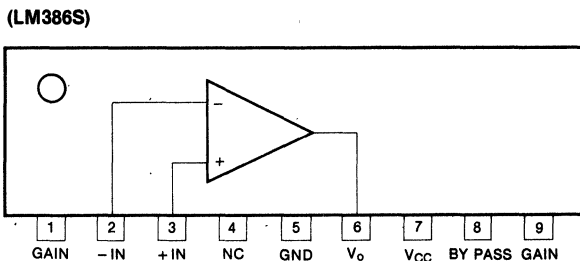 (LM386S)
−
+
1 2 3 4 5 6 7 8 9
GAIN − IN + IN NC GND Vo VCC BY PASS GAIN